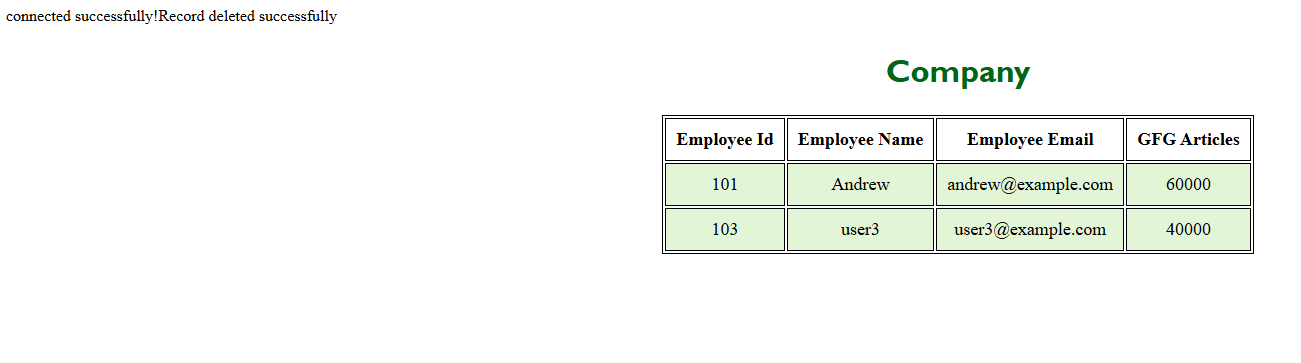 connected successfully!Record deleted successfully
Company
Employee Id Employee Name Employee Email GFG Articles
101 Andrew andrew@example.com 60000
103 user3 user3@example.com 40000